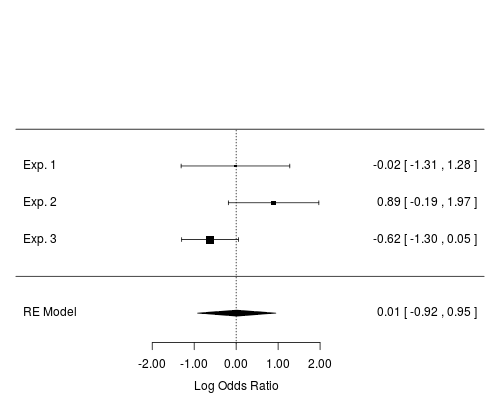 Exp. 1 -0.02 [ -1.31 , 1.28 ]
Exp. 2 0.89 [ -0.19 , 1.97 ]
Exp. 3 -0.62 [ -1.30 , 0.05 ]
RE Model 0.01 [ -0.92 , 0.95 ]
-2.00 -1.00 0.00 1.00 2.00
Log Odds Ratio